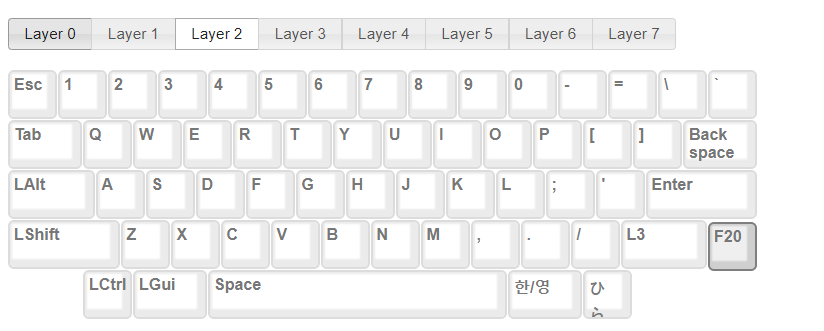 Layer 0 Layer 1 Layer 2 Layer 3 Layer 4 Layer 5 Layer 6 Layer 7
Esc 1 2 3 4 5 6 7 8 9 0 - = \ `
Tab Q W E R T Y U I O P [ ] Back space
LAlt A S D F G H J K L ; ' Enter
LShift Z X C V B N M , . / L3 F20
LCtrl LGui Space 한/영 ひら